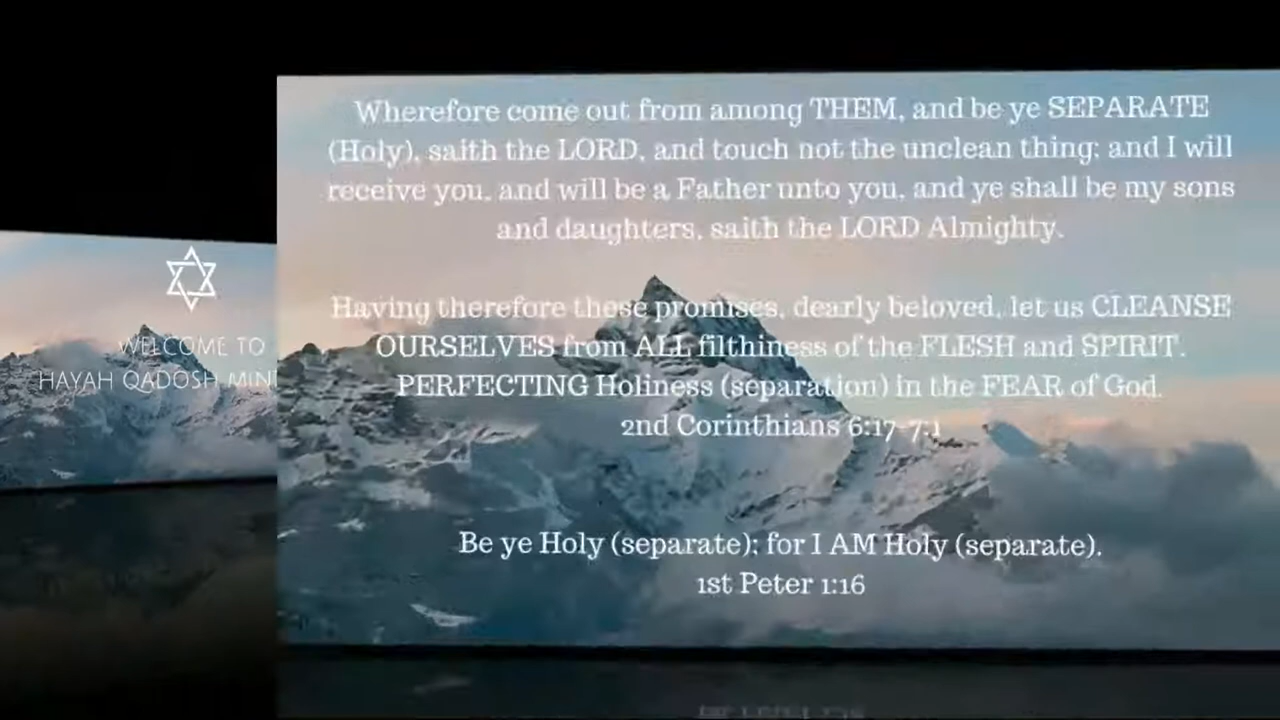 WELCOME TO
HAYAH QADOSH MIN
Wherefore come out from among THEM, and be ye SEPARATE
(Holy), saith the LORD, and touch not the unclean thing; and I will
receive you, and will be a Father unto you, and ye shall be my sons
and daughters, saith the LORD Almighty.
Having therefore these promises, dearly beloved, let us CLEANSE
OURSELVES from ALL filthiness of the FLESH and SPIRIT.
PERFECTING Holiness (separation) in the FEAR of God.
2nd Corinthians 6:17-7:1
Be ye Holy (separate); for I AM Holy (separate).
1st Peter 1:16